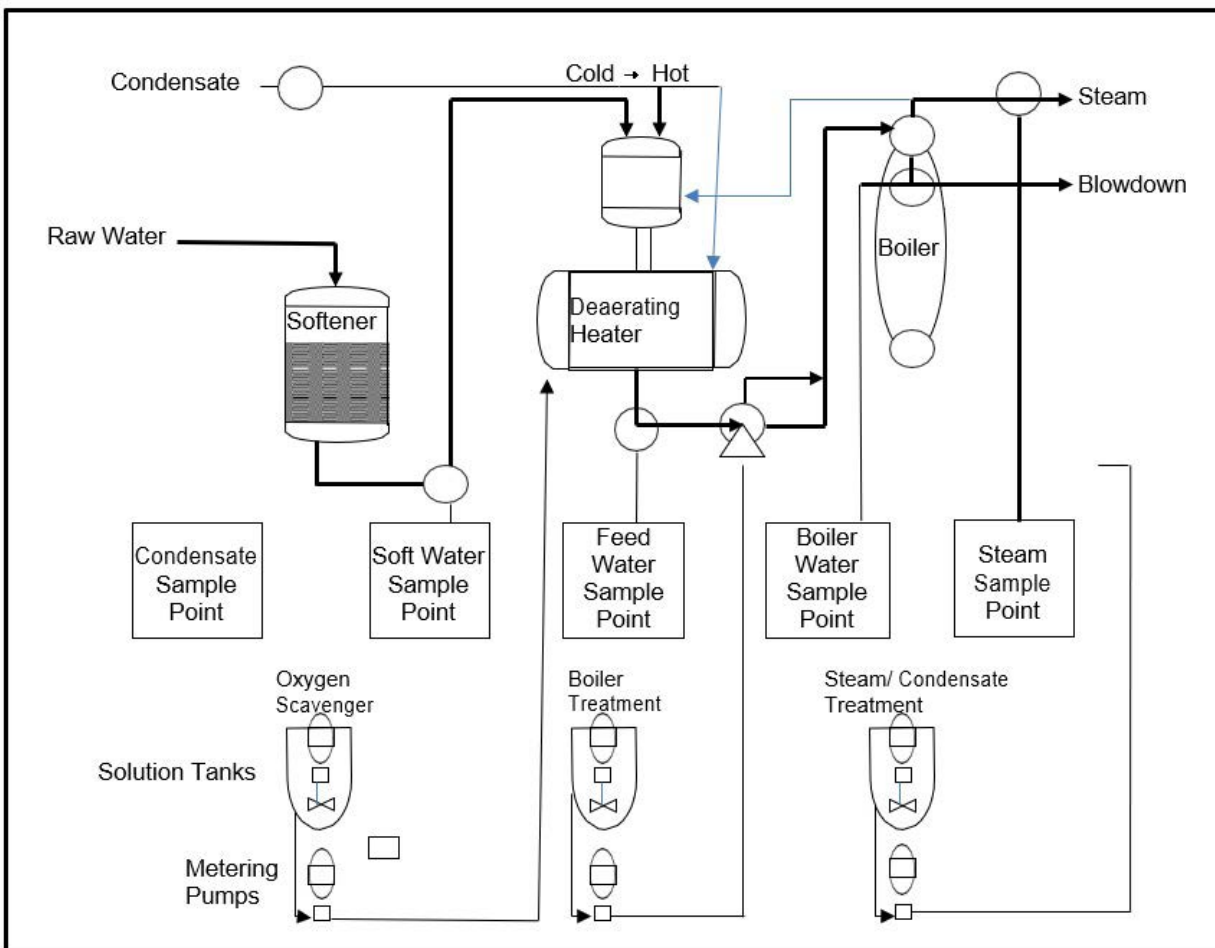 Condensate
Cold → Hot
Steam
Blowdown
Raw Water
Boiler
Softener
Deaerating
Heater
Condensate
Sample
Point
Soft Water
Sample
Point
Feed
Water
Sample
Point
Boiler
Water
Sample
Point
Steam
Sample
Point
Oxygen
Scavenger
Boiler
Treatment
Steam/ Condensate
Treatment
Solution Tanks
Metering
Pumps